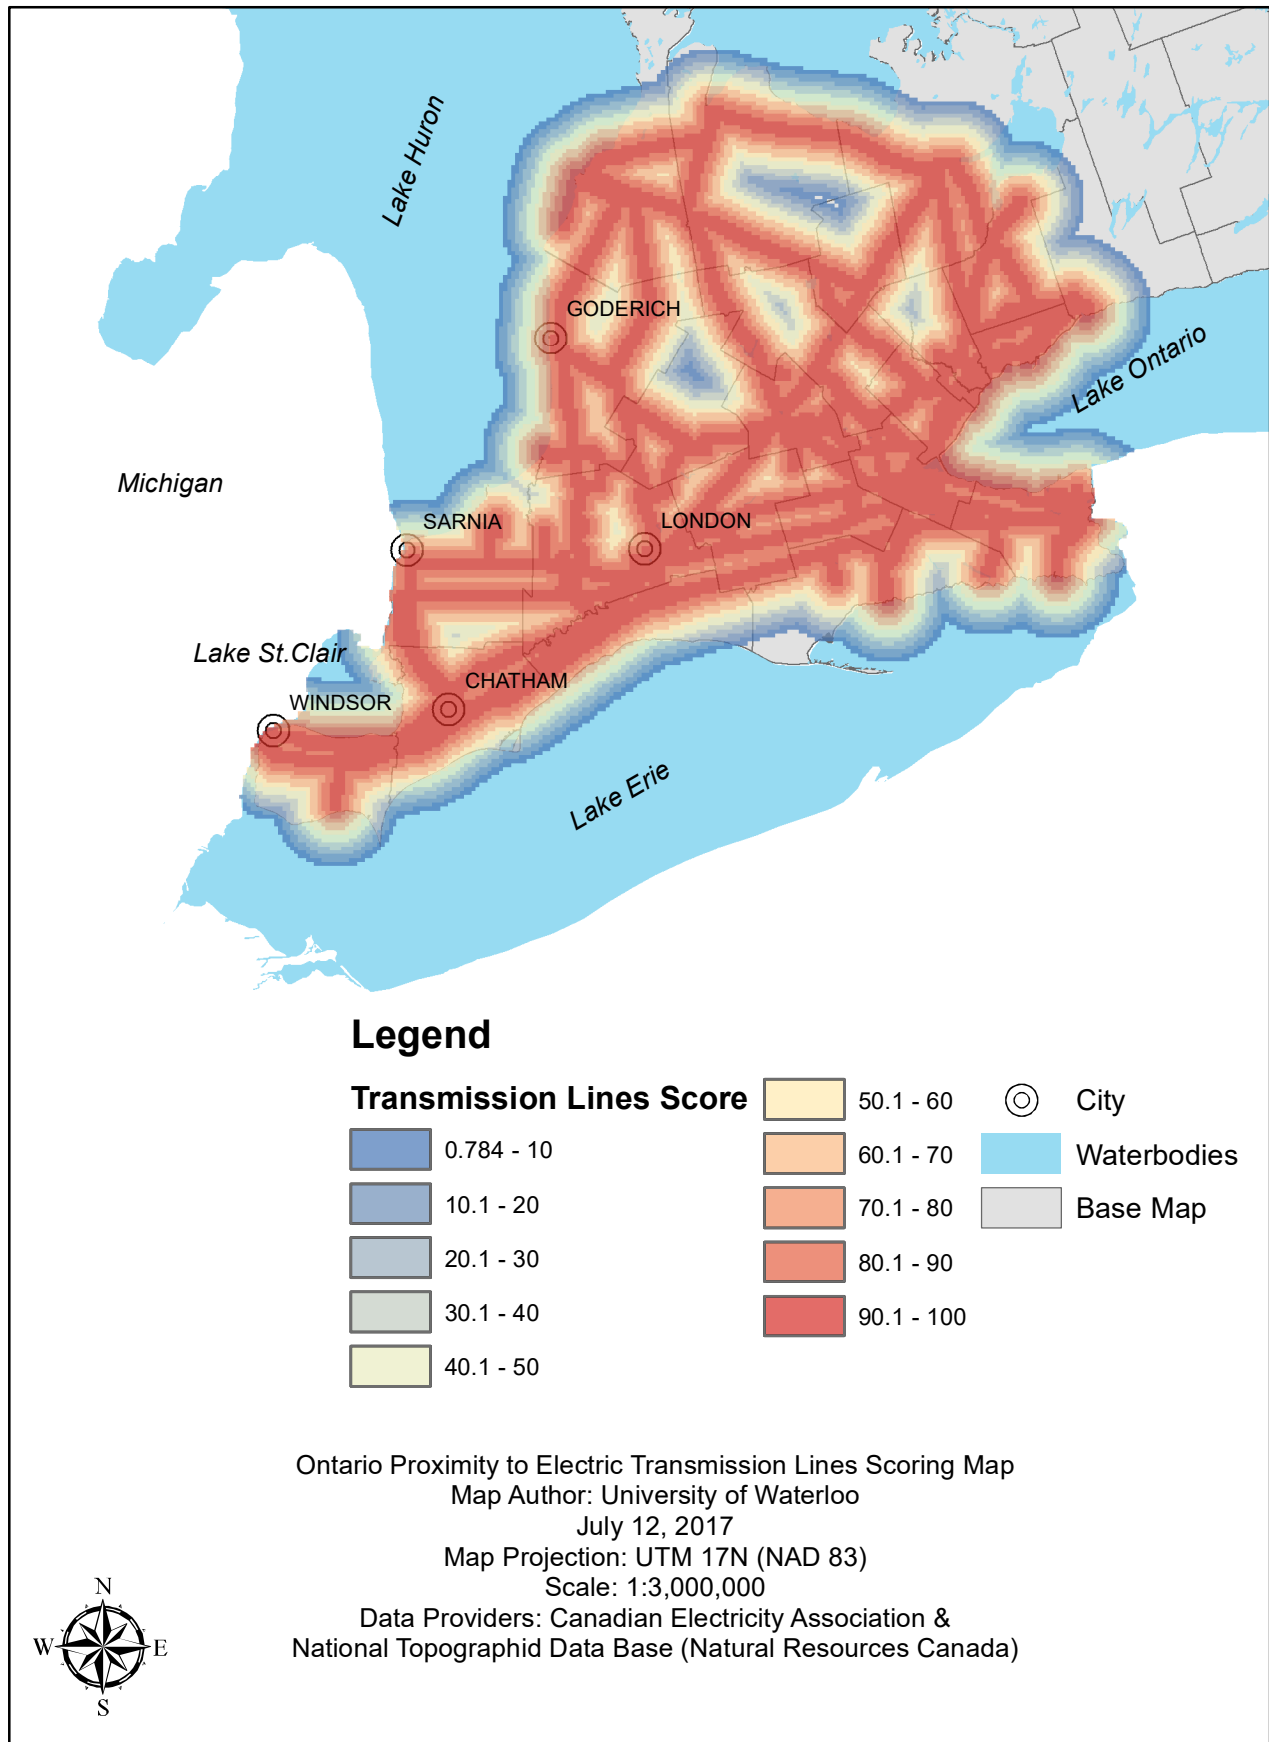 Lake Huron
GODERICH
Lake Ontario
Michigan
SARNIA
LONDON
Lake St.Clair
CHATHAM
WINDSOR
Lake Erie
Legend
Transmission Lines Score
0.784 - 10
10.1 - 20
20.1 - 30
30.1 - 40
40.1 - 50
50.1 - 60
60.1 - 70
70.1 - 80
80.1 - 90
90.1 - 100
City
Waterbodies
Base Map
Ontario Proximity to Electric Transmission Lines Scoring Map
Map Author: University of Waterloo
July 12, 2017
Map Projection: UTM 17N (NAD 83)
Scale: 1:3,000,000
Data Providers: Canadian Electricity Association &
National Topographid Data Base (Natural Resources Canada)
N
W E
S